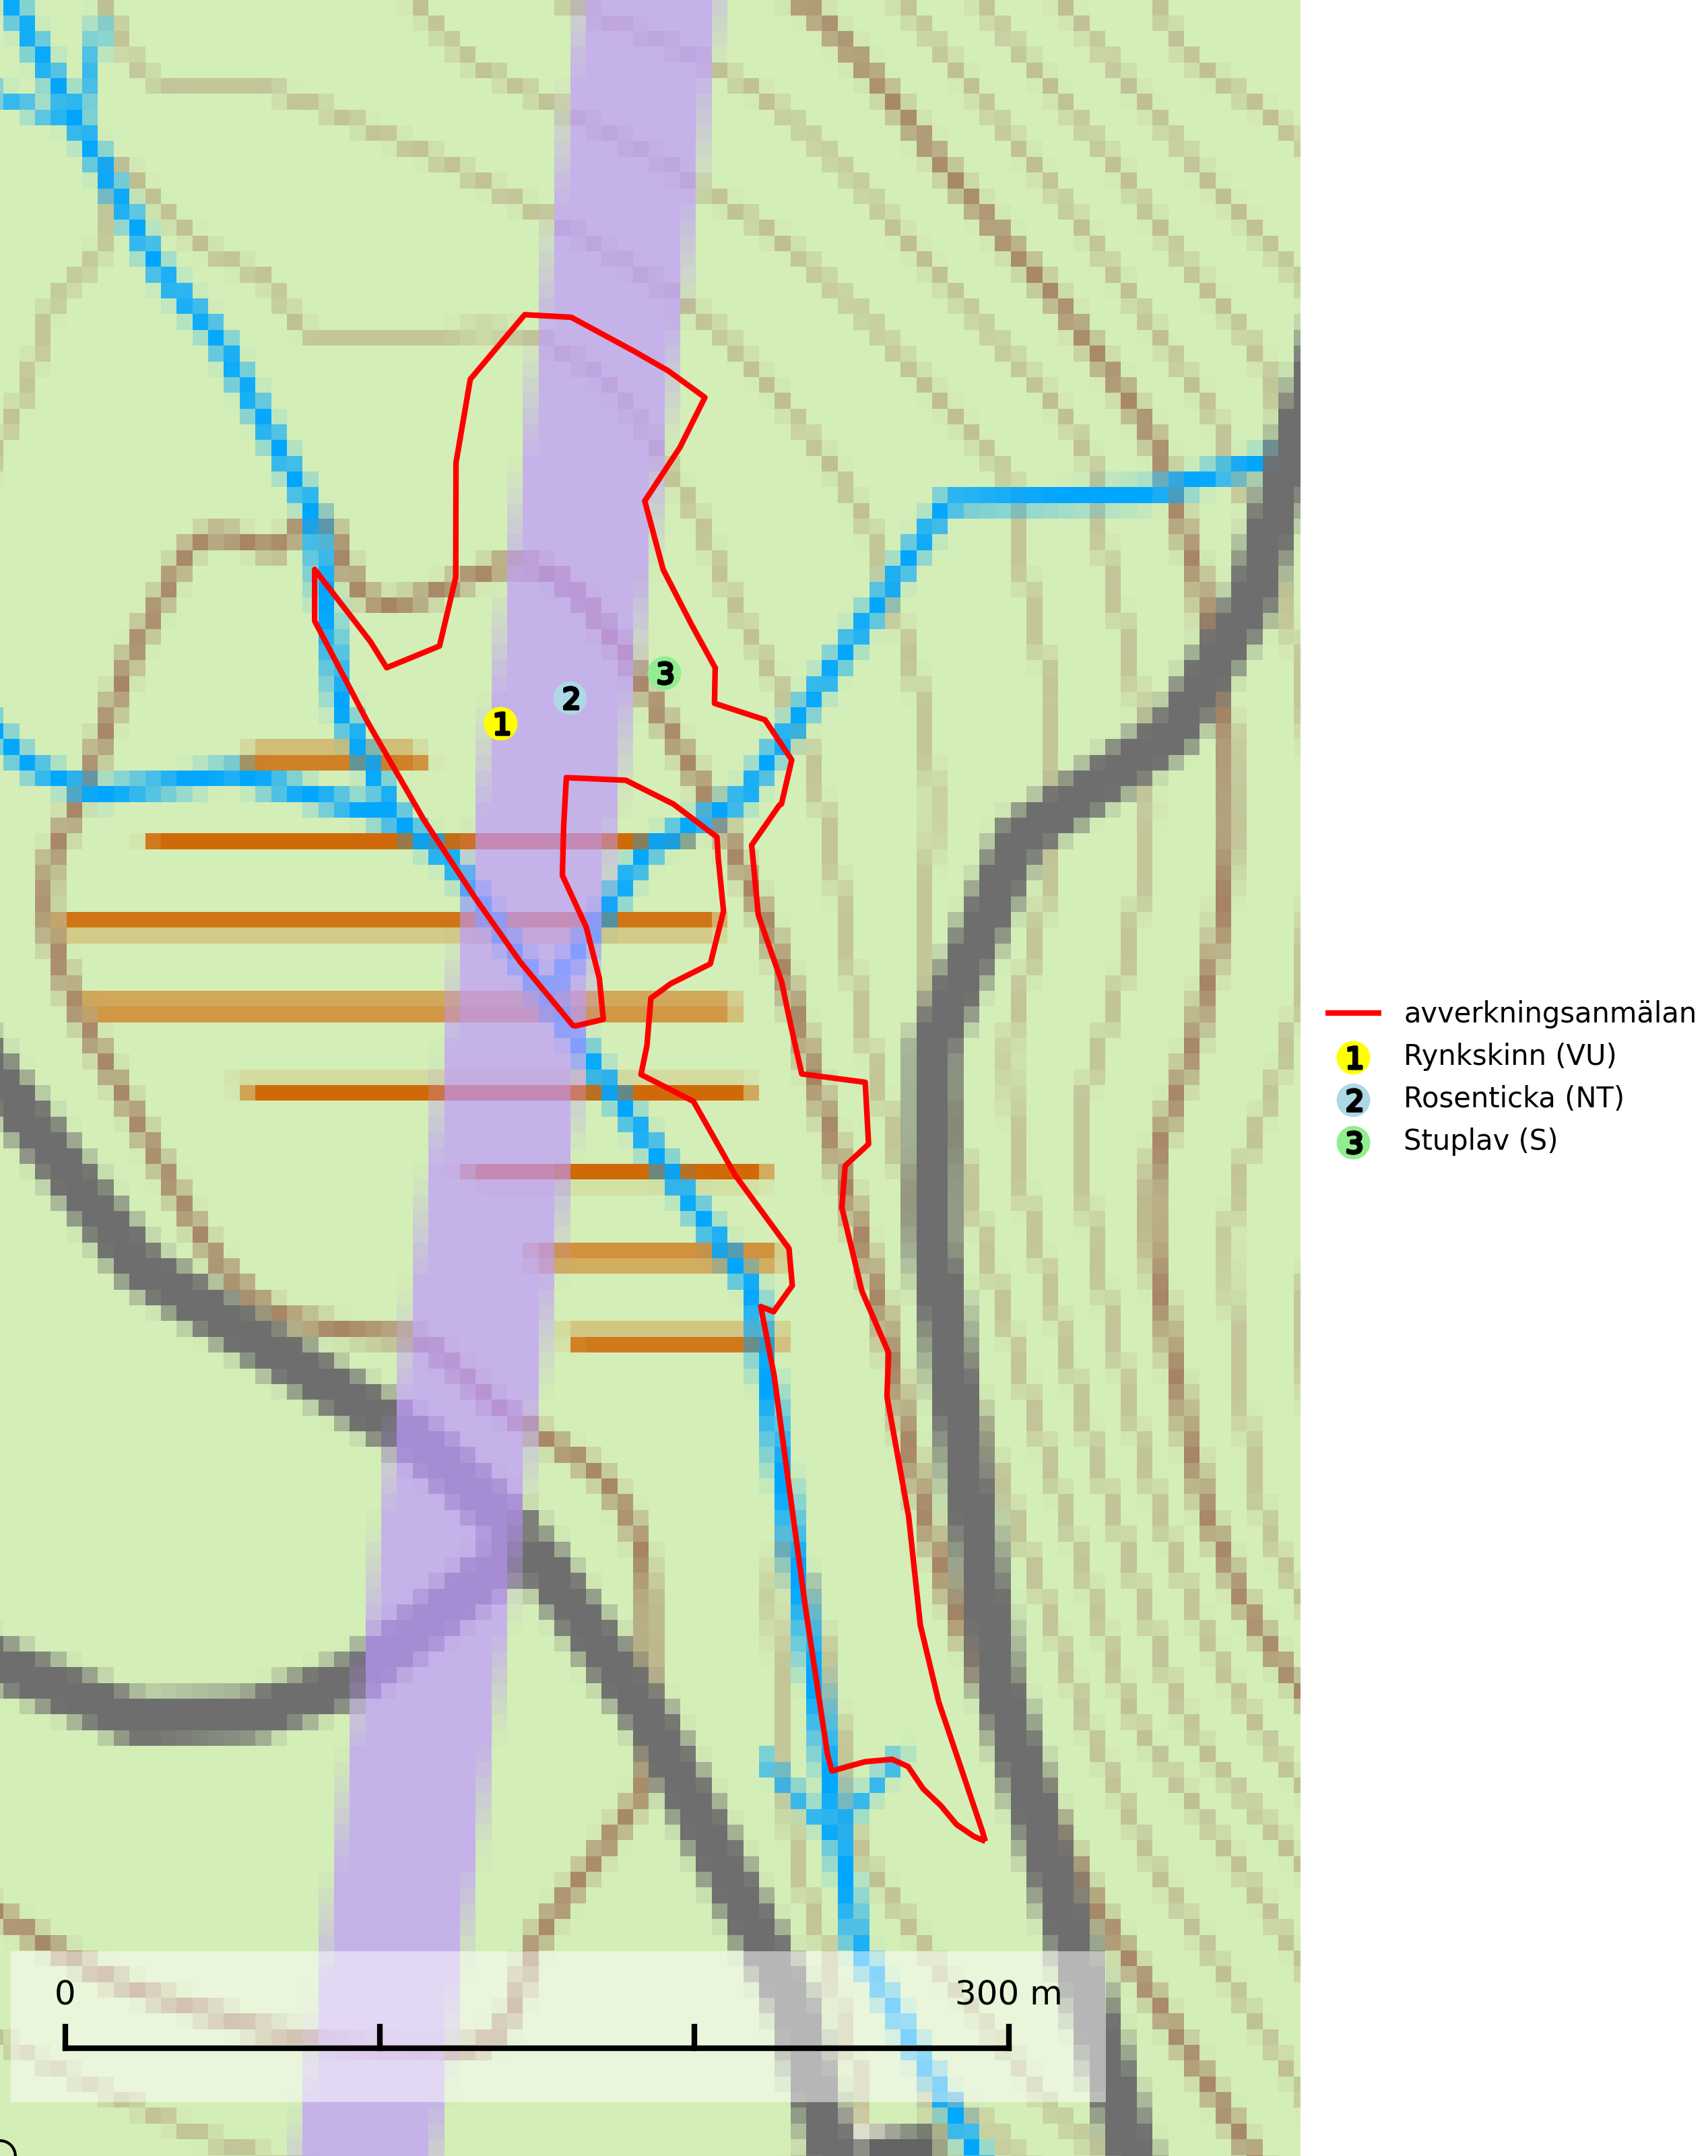 1
2
3
avverkningsanmälan
1 Rynkskinn (VU)
2 Rosenticka (NT)
3 Stuplav (S)
0 300 m